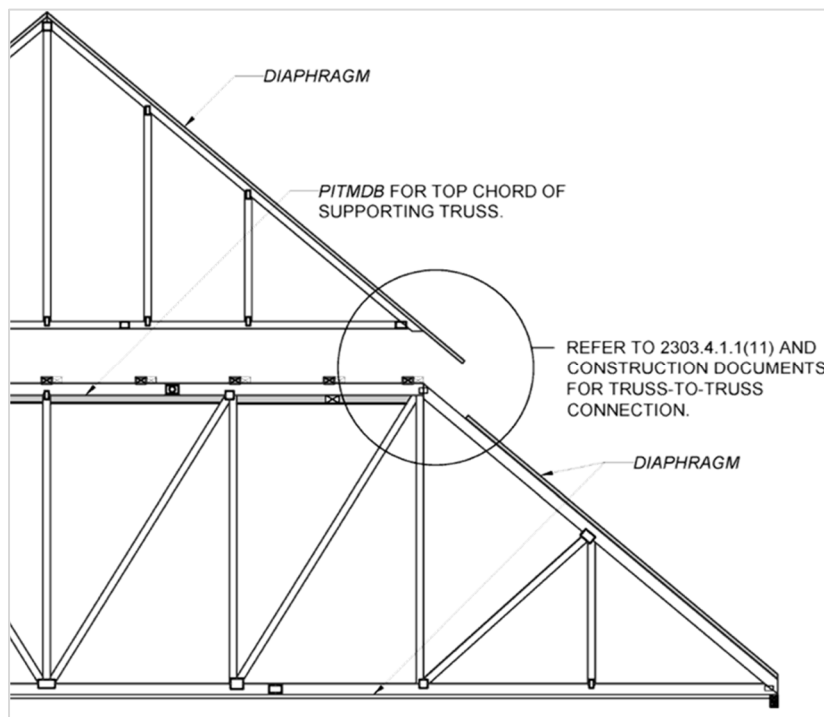 DIAPHRAGM
PITMDB FOR TOP CHORD OF
SUPPORTING TRUSS.
REFER TO 2303.4.1.1(11) AND
CONSTRUCTION DOCUMENTS
FOR TRUSS-TO-TRUSS
CONNECTION.
DIAPHRAGM